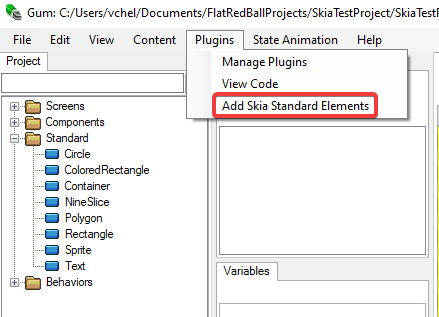 Gum: C:/Users/vchel/Documents/FlatRedBallProjects/SkiaTestProject/SkiaTest
File Edit View Content Plugins State Animation Help
Project
Manage Plugins
View Code
Add Skia Standard Elements
Screens
Components
Standard
Circle
ColoredRectangle
Container
NineSlice
Polygon
Rectangle
Sprite
Text
Behaviors
Variables